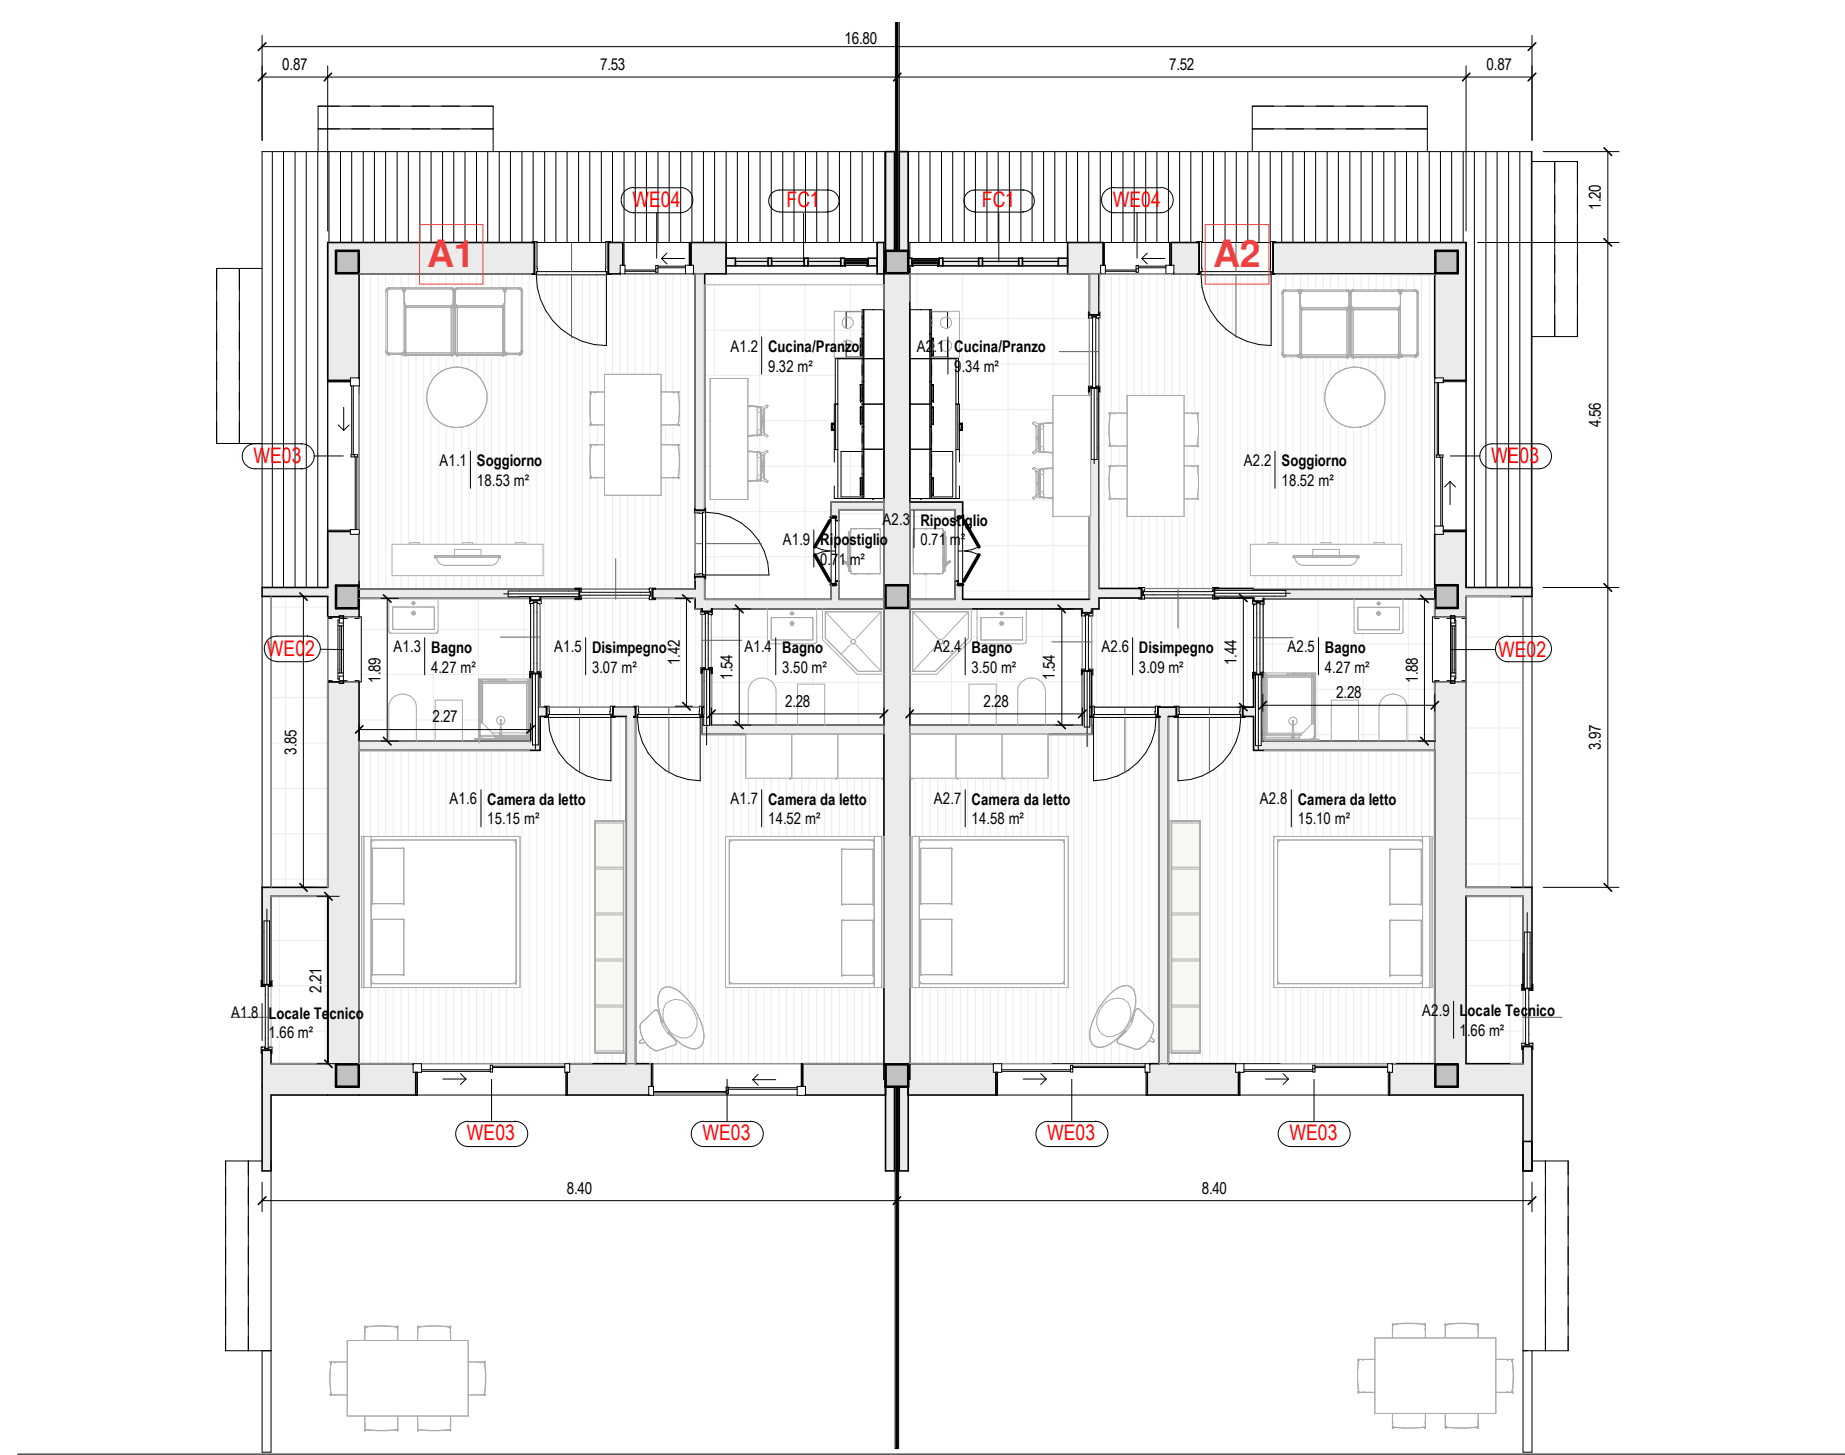 16.80
0.87
7.53
7.52
0.87
1.20
WE04
FC1
FC1
WE04
A1
A2
A1.2 Cucina/Pranzo
9.32 m²
A2.1 Cucina/Pranzo
9.34 m²
4.56
WE03
A1.1 Soggiorno
18.53 m²
A2.2 Soggiorno
18.52 m²
WE03
A1.9 Ripostiglio
0.71 m²
A2.3 Ripostiglio
0.71 m²
WE02
A1.3 Bagno
4.27 m²
1.89
2.27
A1.5 Disimpegno
3.07 m²
1.42
1.54
A1.4 Bagno
3.50 m²
2.28
A2.4 Bagno
3.50 m²
2.28
1.54
A2.6 Disimpegno
3.09 m²
1.44
A2.5 Bagno
4.27 m²
2.28
1.88
WE02
3.85
3.97
A1.6 Camera da letto
15.15 m²
A1.7 Camera da letto
14.52 m²
A2.7 Camera da letto
14.58 m²
A2.8 Camera da letto
15.10 m²
2.21
A1.8 Locale Tecnico
1.66 m²
A2.9 Locale Tecnico
1.66 m²
WE03
WE03
WE03
WE03
8.40
8.40